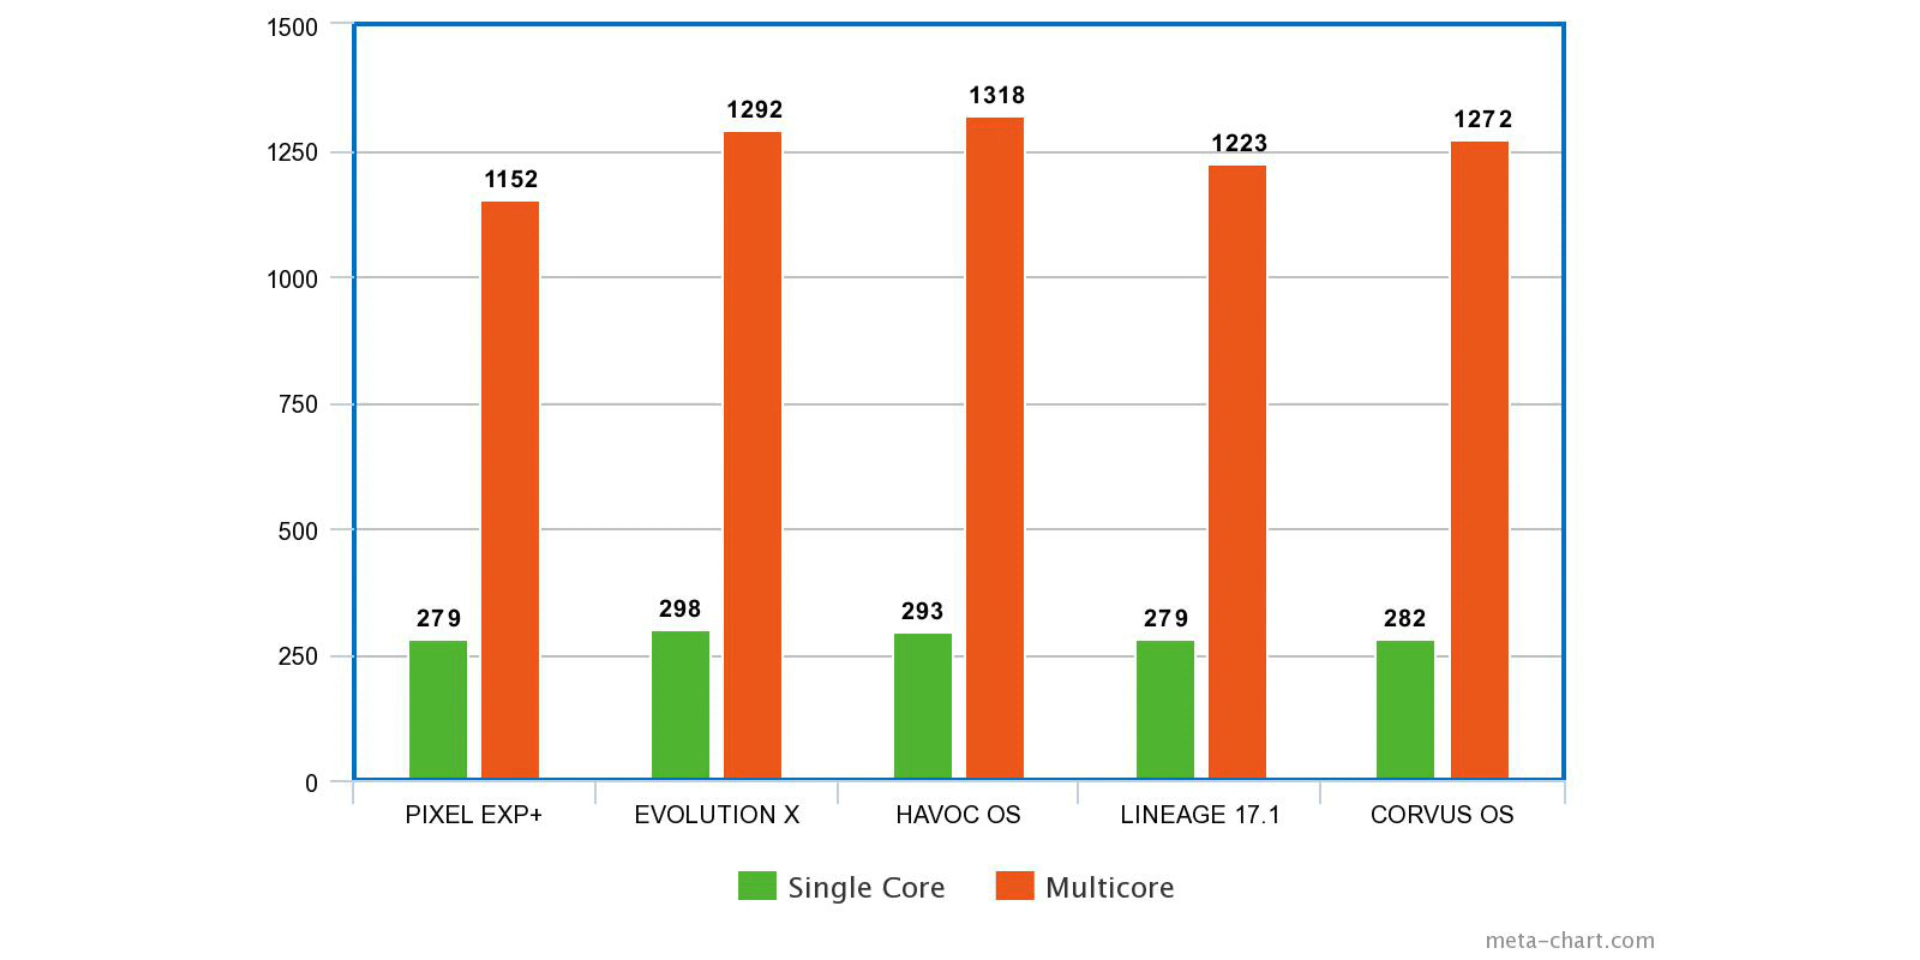 1500
1250
1000
750
500
250
0
279
1152
298
1292
293
1318
279
1223
282
1272
PIXEL EXP+
EVOLUTION X
HAVOC OS
LINEAGE 17.1
CORVUS OS
Single Core
Multicore
meta-chart.com